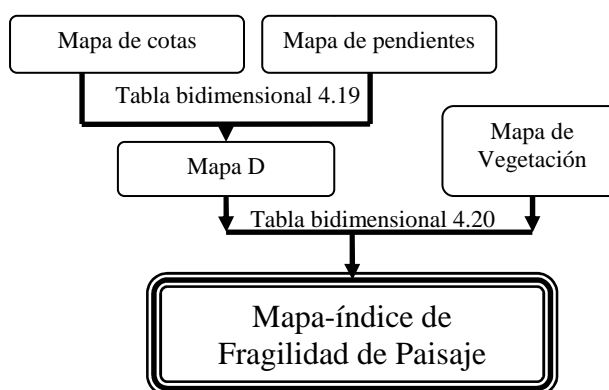 Mapa de cotas
Mapa de pendientes
Tabla bidimensional 4.19
Mapa D
Mapa de
Vegetación
Tabla bidimensional 4.20
Mapa-índice de
Fragilidad de Paisaje